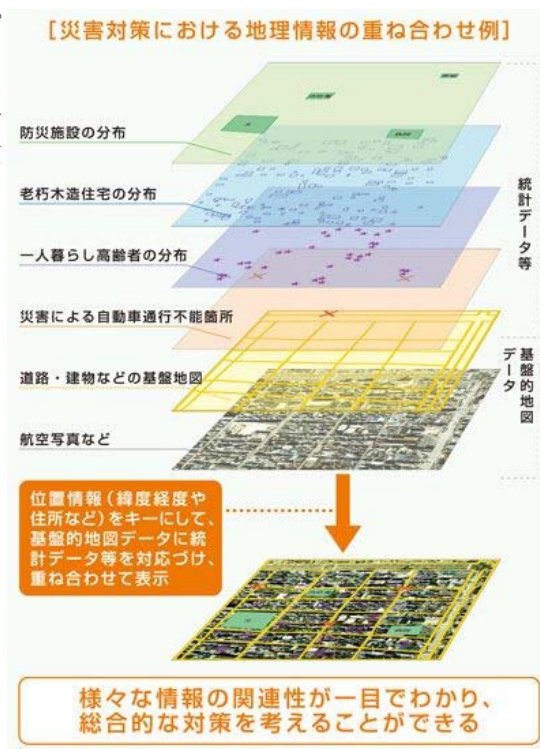 [災害対策における地理情報の重ね合わせ例]
防災施設の分布
老朽木造住宅の分布
一人暮らし高齢者の分布
災害による自動車通行不能箇所
道路・建物などの基盤地図
航空写真など
統計データ等
基盤的地図
データ
位置情報(緯度経度や
住所など)をキーにして、
基盤的地図データに統
計データ等を対応づけ、
重ね合わせて表示
様々な情報の関連性が一目でわかり、
総合的な対策を考えることができる